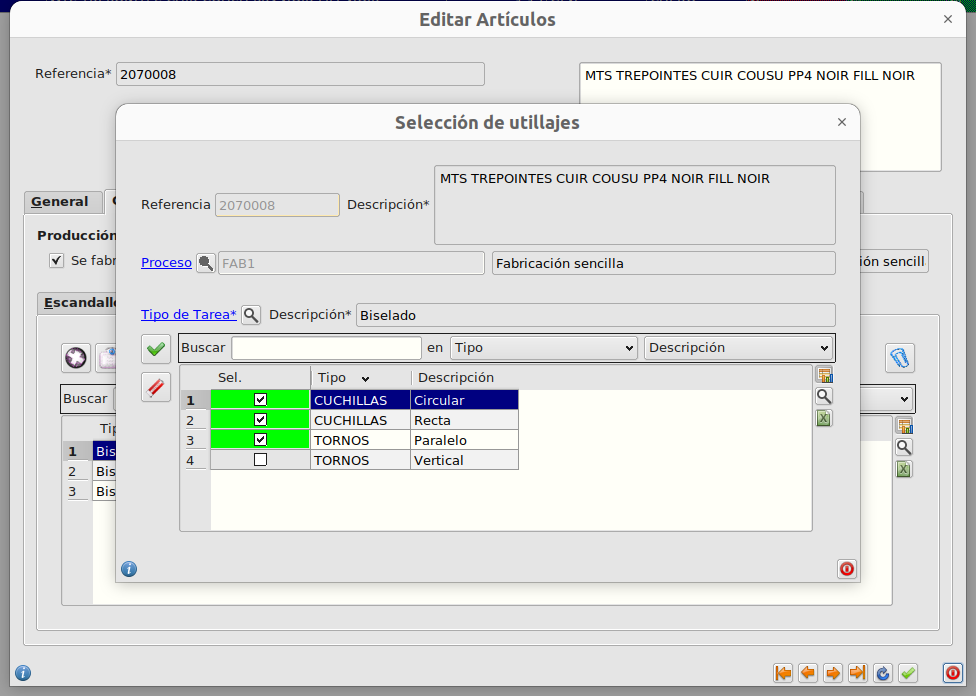 Editar Artículos
Referencia* 2070008
MTS TREPOINTES CUIR COUSU PP4 NOIR FILL NOIR
Selección de utillajes
MTS TREPOINTES CUIR COUSU PP4 NOIR FILL NOIR
Referencia 2070008 Descripción*
General
Producción
Se fabr
Proceso FAB1 Fabricación sencilla
ión sencill
Escandall
Tipo de Tarea* Descripción* Biselado
Buscar en Tipo Descripción
Sel. Tipo Descripción
1 CUCHILLAS Circular
2 CUCHILLAS Recta
3 TORNOS Paralelo
4 TORNOS Vertical
Buscar
Tip
1 Bis
2 Bis
3 Bis